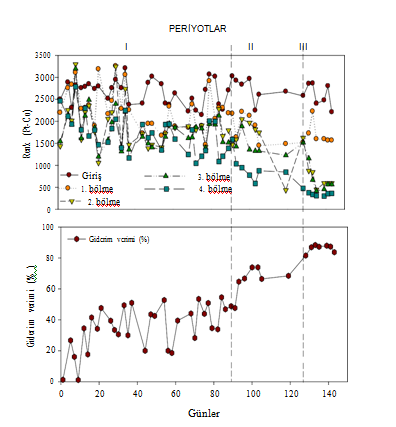 PERİYOTLAR
I II III
Renk [Pt-Co]
3500
3000
2500
2000
1500
1000
500
0
Giriş
1. bölme
2. bölme
3. bölme
4. bölme
Giderim verimi (%)
100
80
60
40
20
0
Giderim verimi (%)
0 20 40 60 80 100 120 140
Günler